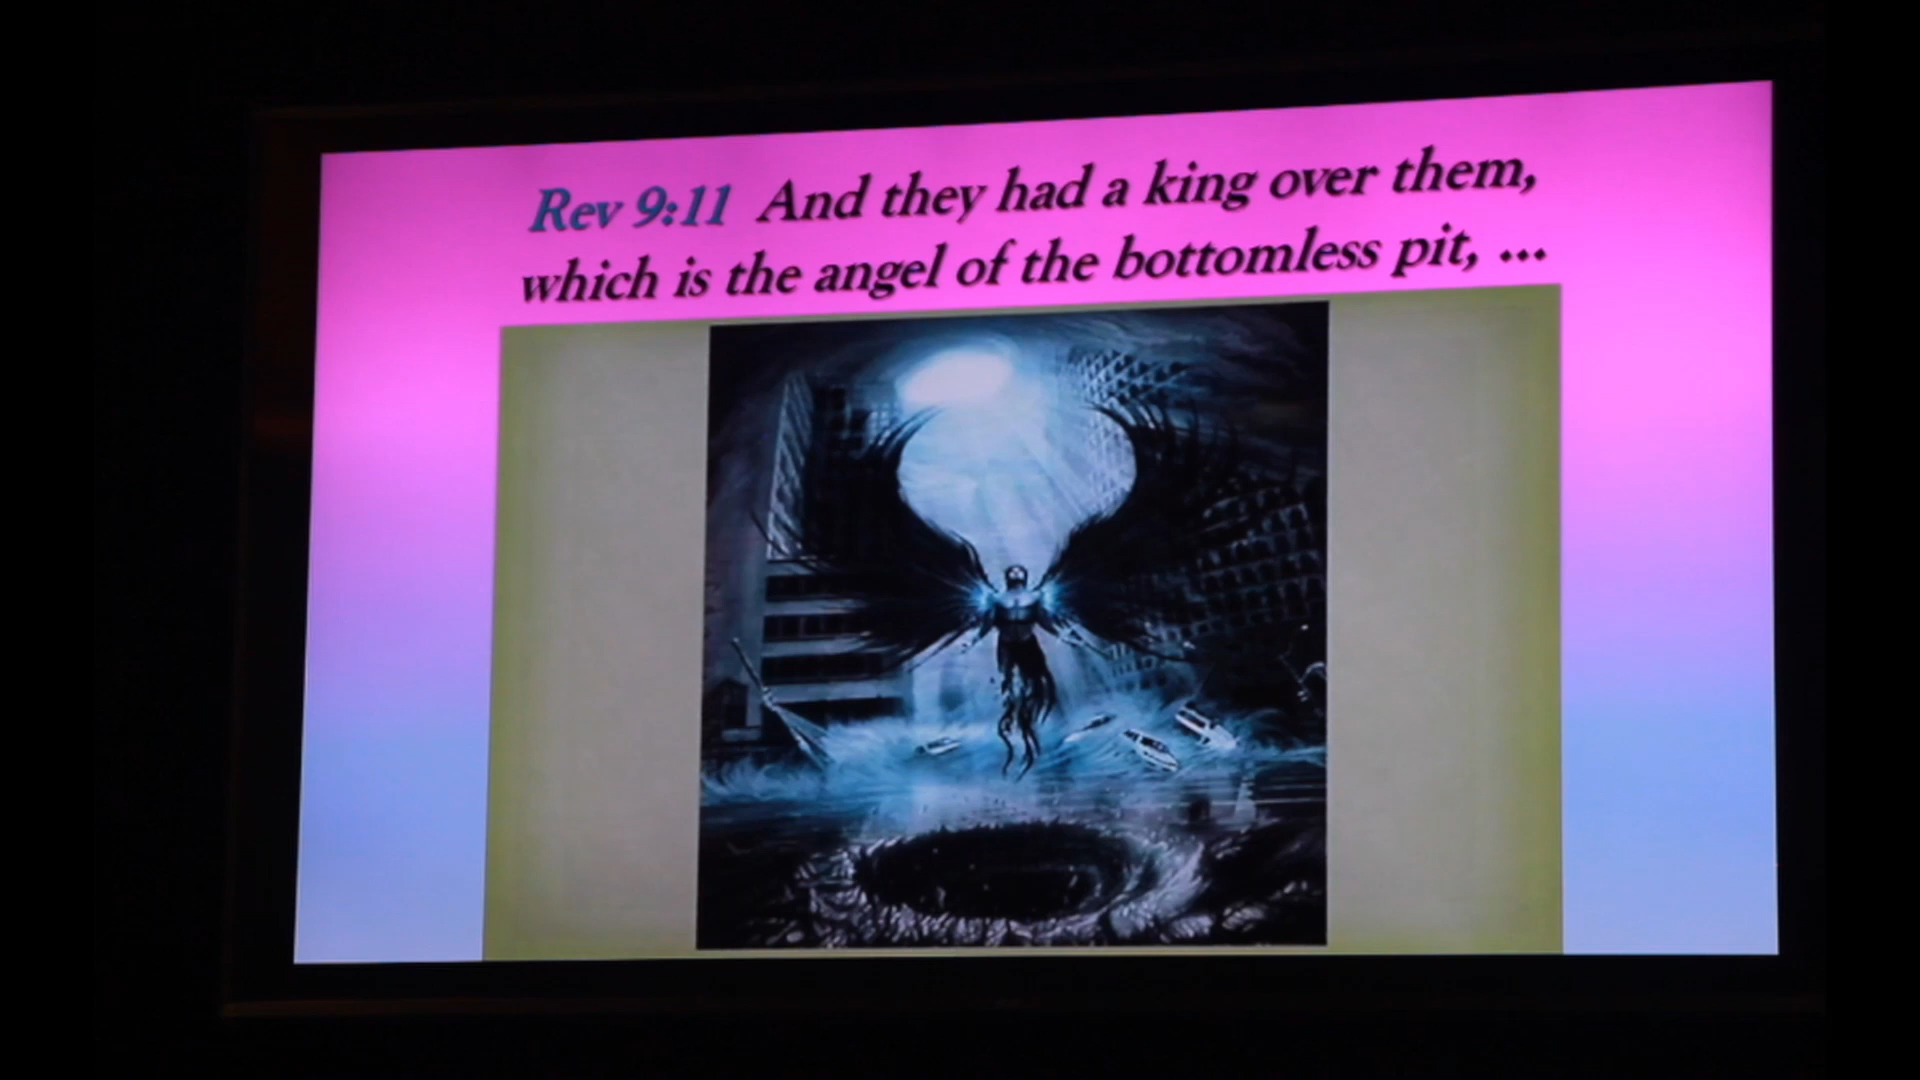 Rev 9:11 And they had a king over them,
which is the angel of the bottomless pit, ...